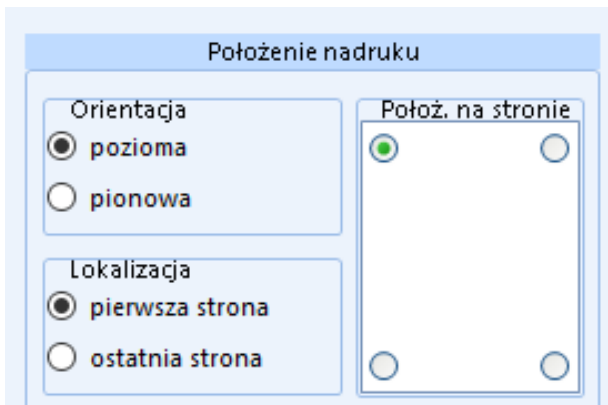 Położenie nadruku
Orientacja
pozioma
pionowa
Położ. na stronie
Lokalizacja
pierwsza strona
ostatnia strona